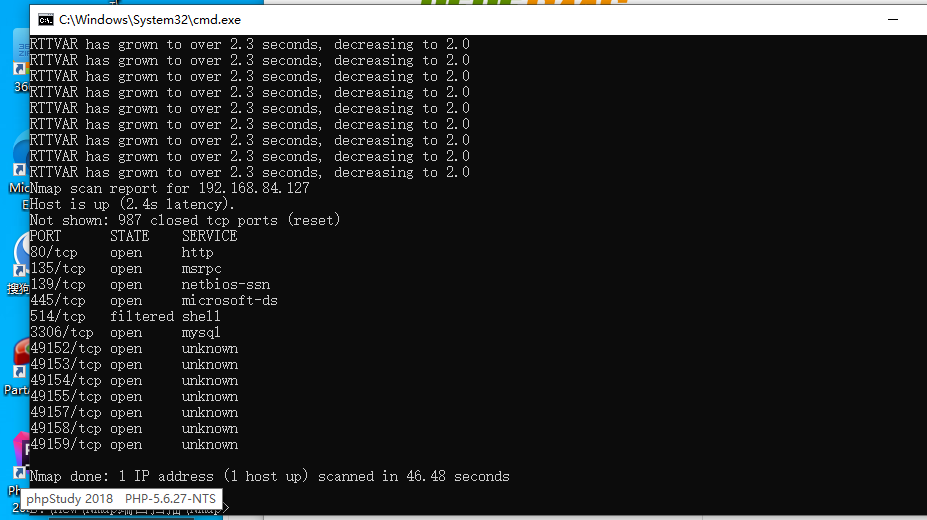 C:\Windows\System32\cmd.exe
RTTVAR has grown to over 2.3 seconds, decreasing to 2.0
RTTVAR has grown to over 2.3 seconds, decreasing to 2.0
RTTVAR has grown to over 2.3 seconds, decreasing to 2.0
RTTVAR has grown to over 2.3 seconds, decreasing to 2.0
RTTVAR has grown to over 2.3 seconds, decreasing to 2.0
RTTVAR has grown to over 2.3 seconds, decreasing to 2.0
RTTVAR has grown to over 2.3 seconds, decreasing to 2.0
RTTVAR has grown to over 2.3 seconds, decreasing to 2.0
RTTVAR has grown to over 2.3 seconds, decreasing to 2.0
Nmap scan report for 192.168.84.127
Host is up (2.4s latency).
Not shown: 987 closed tcp ports (reset)
PORT STATE SERVICE
80/tcp open http
135/tcp open msrpc
139/tcp open netbios-ssn
445/tcp open microsoft-ds
514/tcp filtered shell
3306/tcp open mysql
49152/tcp open unknown
49153/tcp open unknown
49154/tcp open unknown
49155/tcp open unknown
49157/tcp open unknown
49158/tcp open unknown
49159/tcp open unknown
Nmap done: 1 IP address (1 host up) scanned in 46.48 seconds
phpStudy 2018 PHP-5.6.27-NTS
36
Mic
E
搜狗
Part
Ph